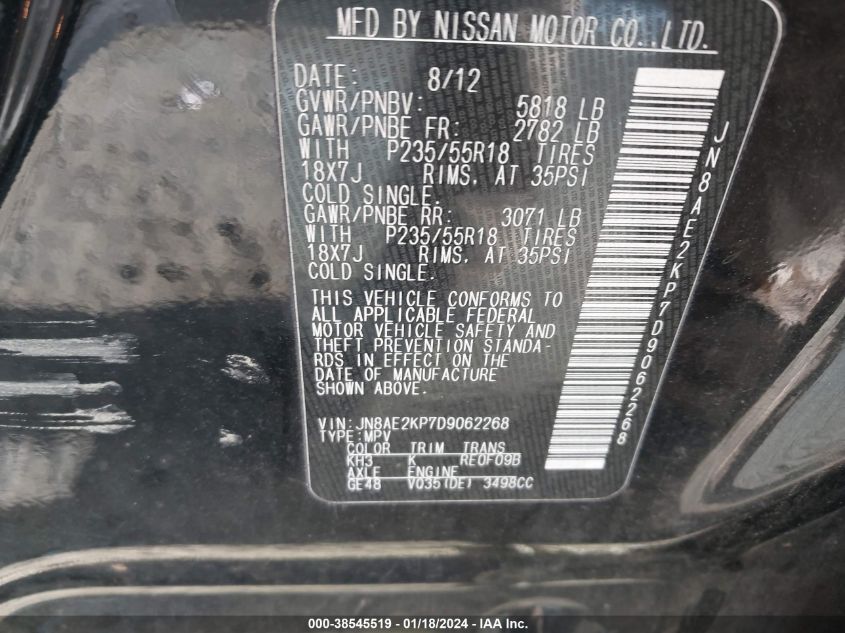 MFD BY NISSAN MOTOR CO.,LTD.
DATE: 8/12
GVWR/PNBV: 5818 LB
GAWR/PNBE FR: 2782 LB
WITH P235/55R18 TIRES
18X7J RIMS, AT 35PSI
COLD SINGLE.
GAWR/PNBE RR: 3071 LB
WITH P235/55R18 TIRES
18X7J RIMS, AT 35PSI
COLD SINGLE.
THIS VEHICLE CONFORMS TO
ALL APPLICABLE FEDERAL
MOTOR VEHICLE SAFETY AND
THEFT PREVENTION STANDA-
RDS IN EFFECT ON THE
DATE OF MANUFACTURE
SHOWN ABOVE.
VIN:JN8AE2KP7D9062268
TYPE:MPV
COLOR TRIM TRANS
KH3 K RE0F09B
AXLE ENGINE
GE48 VQ35(DE) 3498CC
JN8AE2KP7D9062268
000-38545519 - 01/18/2024 - IAA Inc.